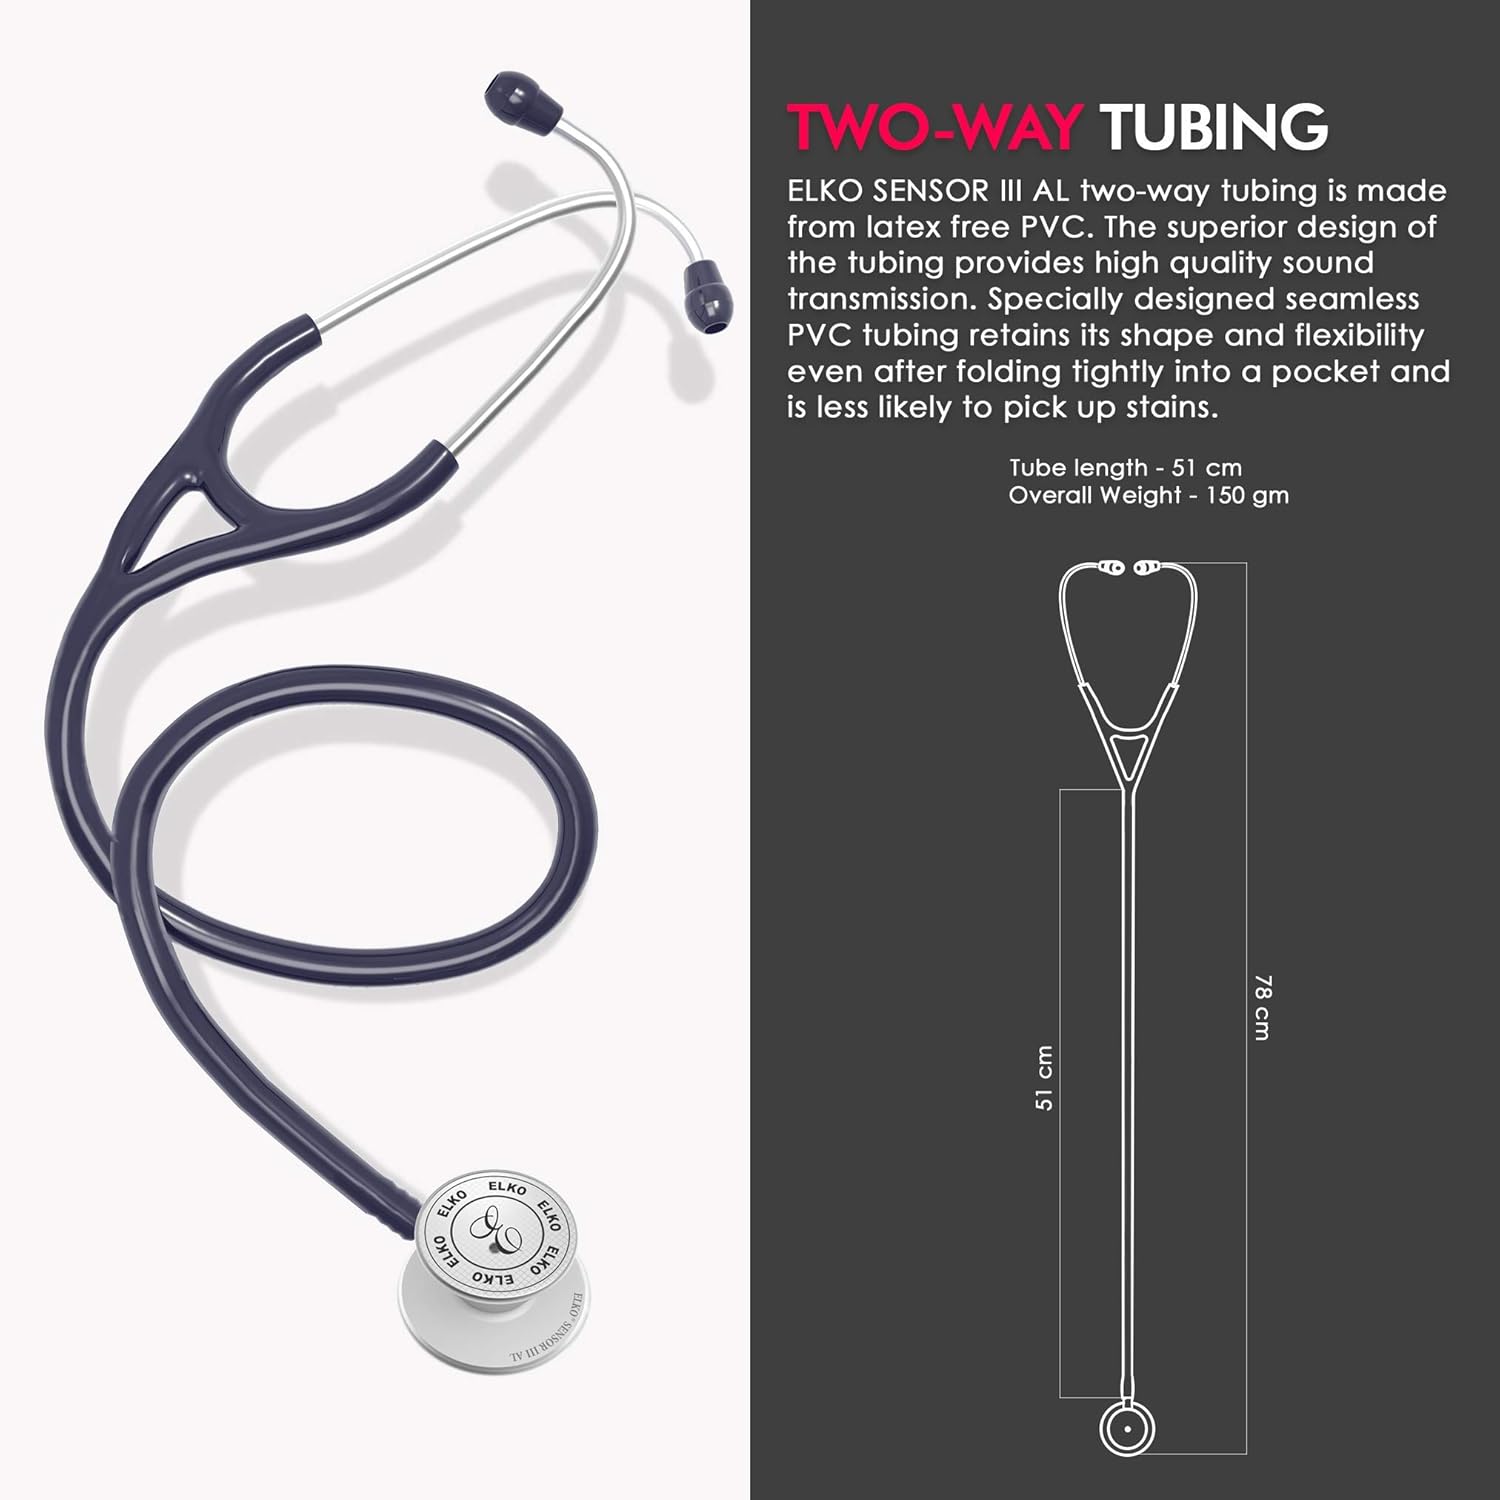 TWO-WAY TUBING
ELKO SENSOR III AL two-way tubing is made
from latex free PVC. The superior design of
the tubing provides high quality sound
transmission. Specially designed seamless
PVC tubing retains its shape and flexibility
even after folding tightly into a pocket and
is less likely to pick up stains.
Tube length - 51 cm
Overall Weight - 150 gm
78 cm
51 cm
ELKO
ELKO
ELKO
ELKO
ELKO
ELKO
ELKO
ELKO
ELKO® SENSOR III AL